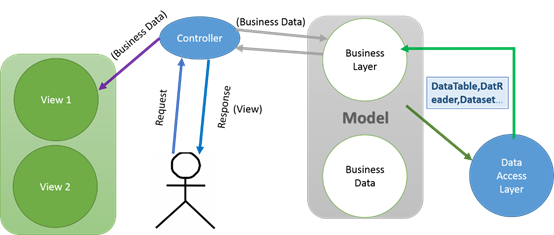 (Business Data)
Controller
(Business Data)
Business
Layer
View 1
Request
Response
(View)
DataTable,DatR
eader,Dataset...
Model
View 2
Business
Data
Data
Access
Layer